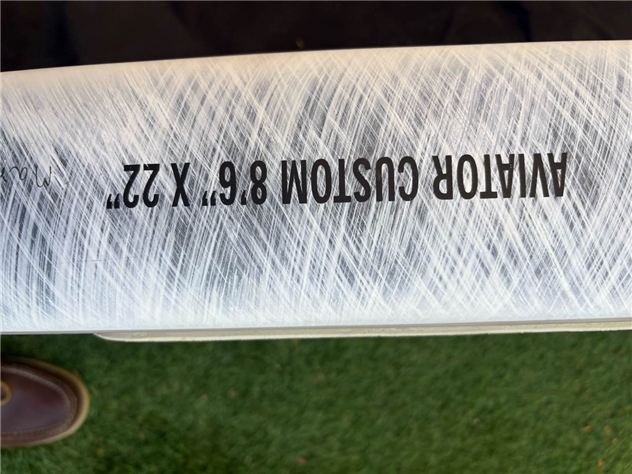 AVIATOR CUSTOM 8'6" X 22"